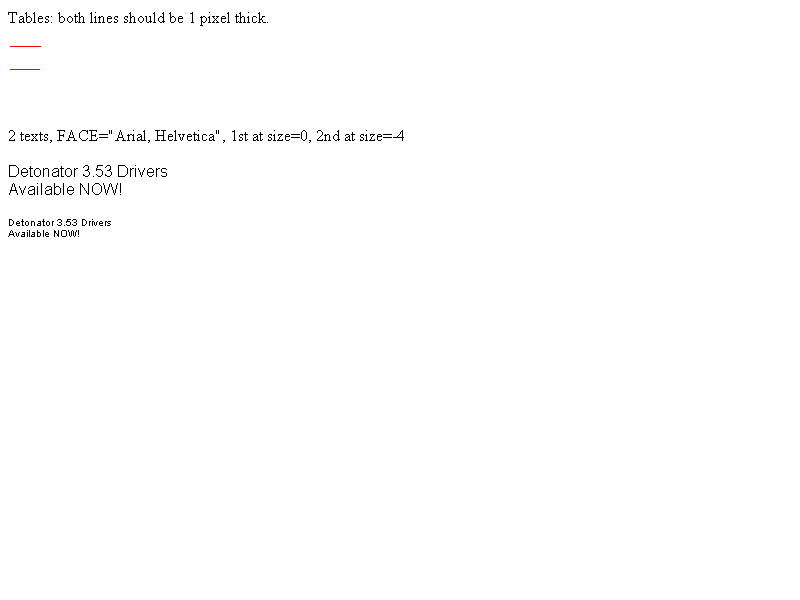 Tables: both lines should be 1 pixel thick.
2 texts, FACE="Arial, Helvetica", 1st at size=0, 2nd at size=-4
Detonator 3.53 Drivers
Available NOW!
Detonator 3.53 Drivers
Available NOW!